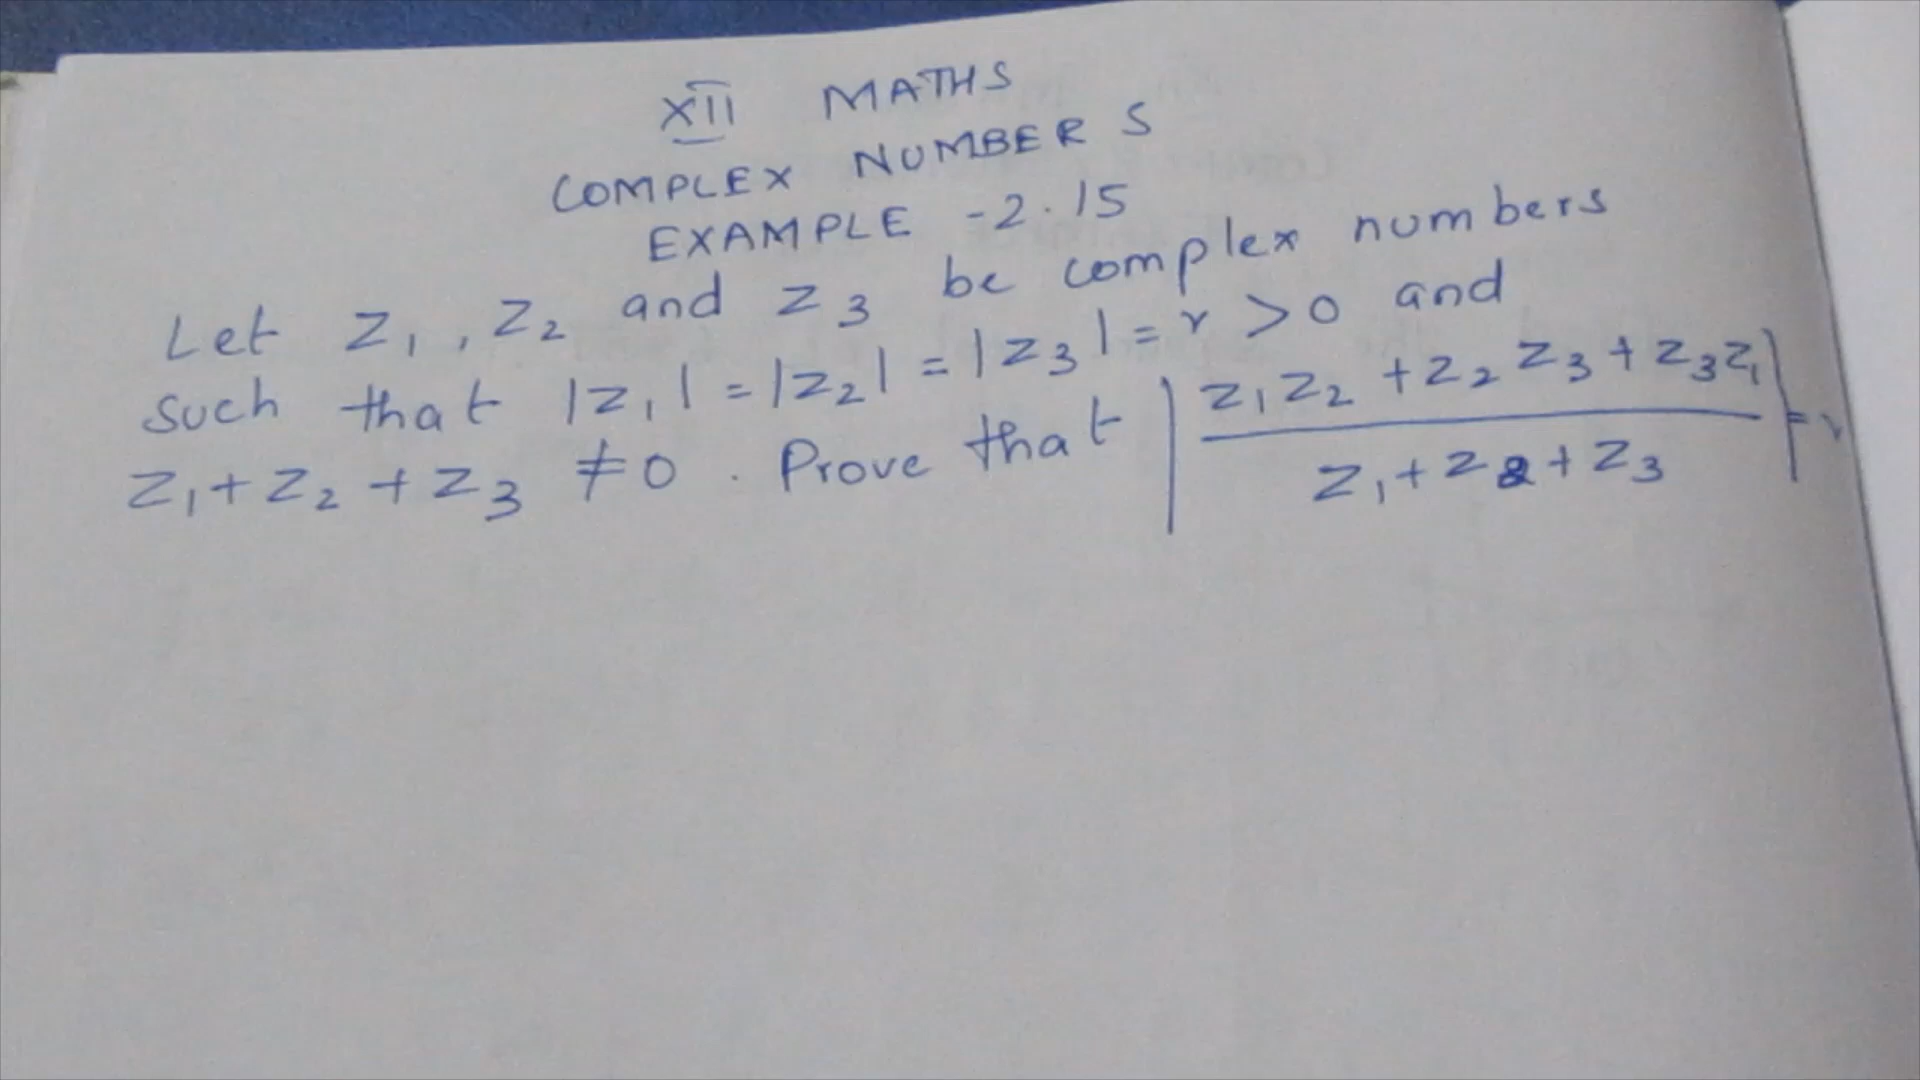 XII MATHS
COMPLEX NUMBERS
EXAMPLE - 2.15
Let z₁, z₂ and z₃ be complex numbers
such that |z₁| = |z₂| = |z₃| = r > 0 and
z₁ + z₂ + z₃ ≠ 0. Prove that | (z₁z₂ + z₂z₃ + z₃z₁) / (z₁ + z₂ + z₃) | = r